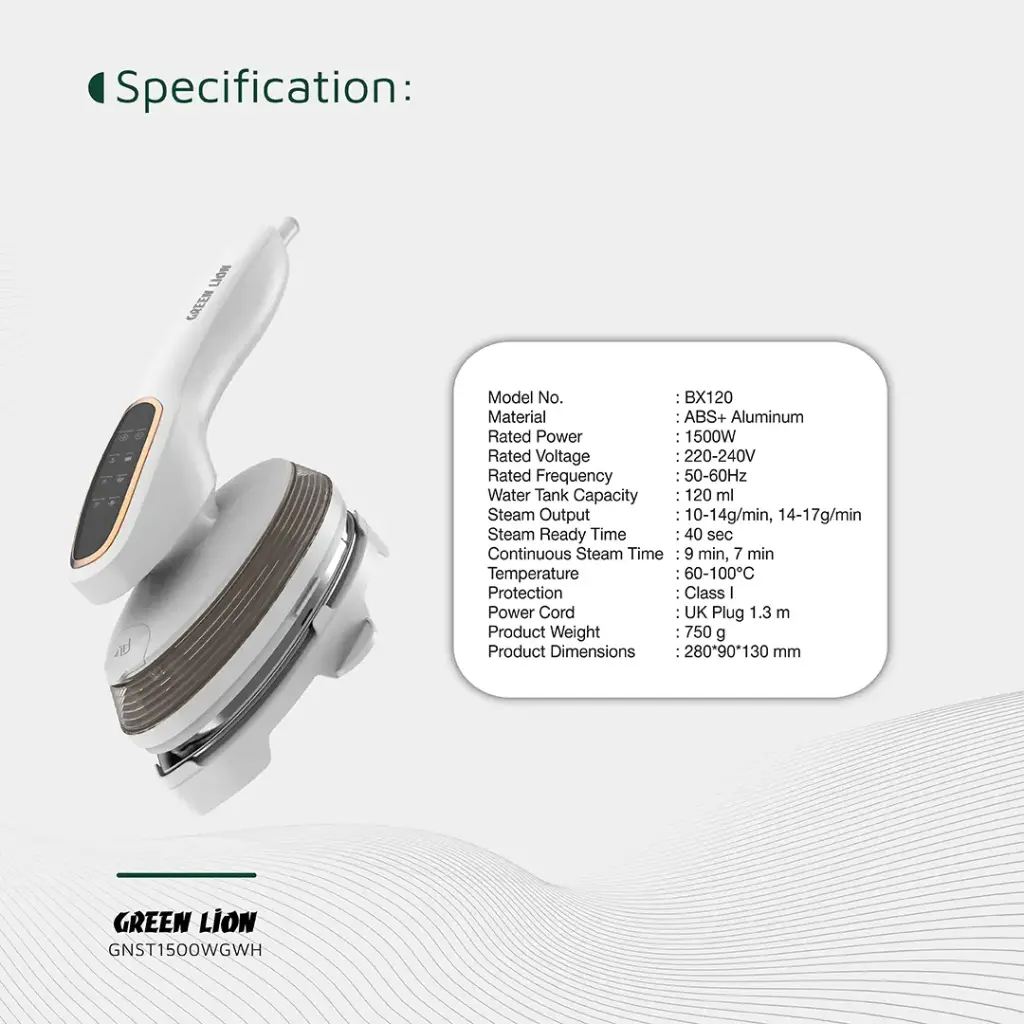 Specification:
GREEN LION
Model No. : BX120
Material : ABS+ Aluminum
Rated Power : 1500W
Rated Voltage : 220-240V
Rated Frequency : 50-60Hz
Water Tank Capacity : 120 ml
Steam Output : 10-14g/min, 14-17g/min
Steam Ready Time : 40 sec
Continuous Steam Time : 9 min, 7 min
Temperature : 60-100°C
Protection : Class I
Power Cord : UK Plug 1.3 m
Product Weight : 750 g
Product Dimensions : 280*90*130 mm
GREEN LION
GNST1500WGWH